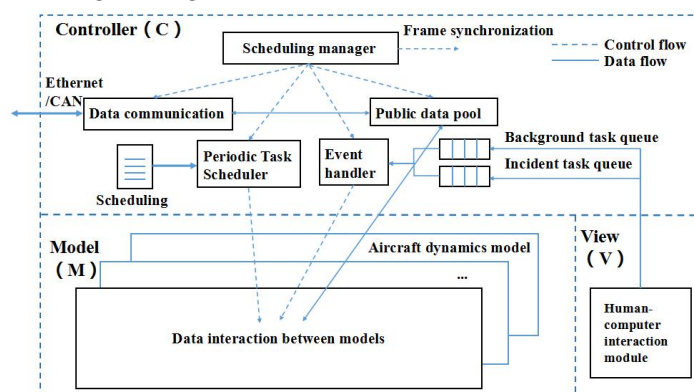 Controller（C）
Scheduling manager
Frame synchronization
Control flow
Data flow
Ethernet
/CAN
Data communication
Public data pool
Background task queue
Periodic Task
Scheduler
Event
handler
Incident task queue
Scheduling
Model
（M）
Aircraft dynamics model
...
View
（V）
Data interaction between models
Human-
computer
interaction
module